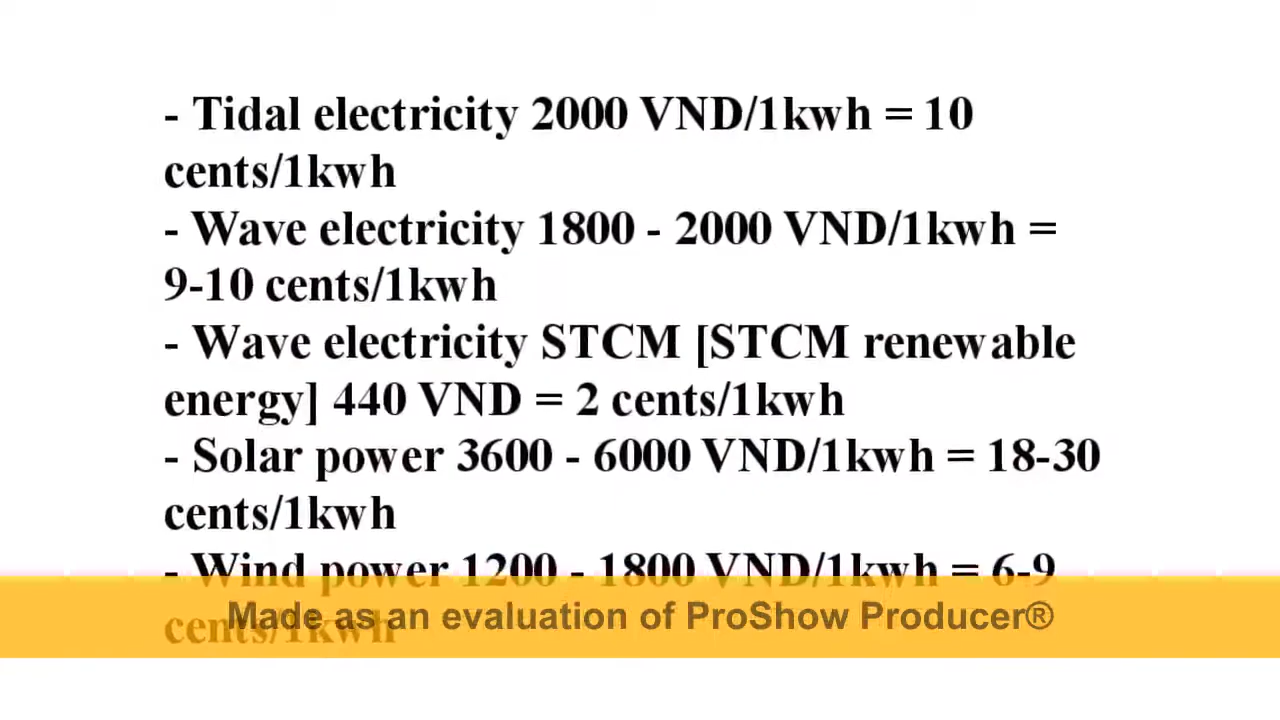 - Tidal electricity 2000 VND/1kwh = 10
cents/1kwh
- Wave electricity 1800 - 2000 VND/1kwh =
9-10 cents/1kwh
- Wave electricity STCM [STCM renewable
energy] 440 VND = 2 cents/1kwh
- Solar power 3600 - 6000 VND/1kwh = 18-30
cents/1kwh
- Wind power 1200 - 1800 VND/1kwh = 6-9
cents/1kwh
Made as an evaluation of ProShow Producer®